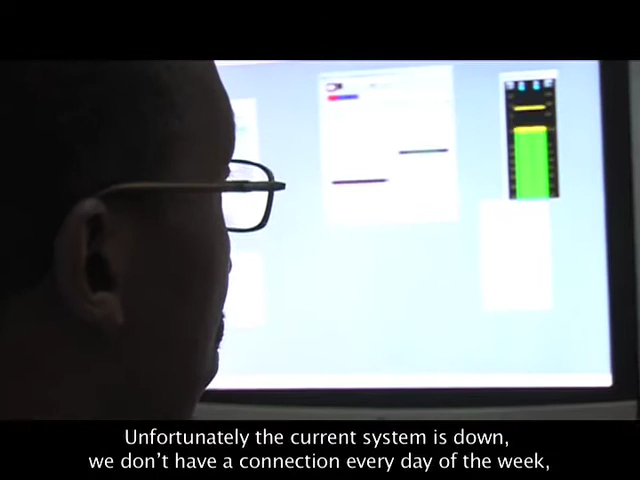 Unfortunately the current system is down,
we don't have a connection every day of the week,